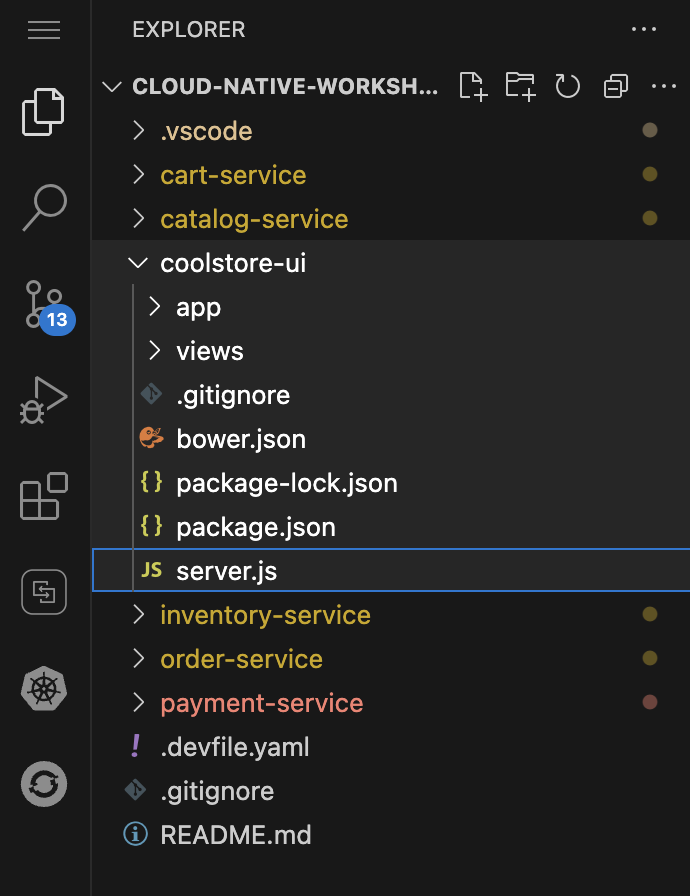 EXPLORER
CLOUD-NATIVE-WORKSH...
.vscode
cart-service
catalog-service
coolstore-ui
app
views
13
.gitignore
bower.json
{} package-lock.json
{} package.json
JS server.js
inventory-service
order-service
payment-service
! .devfile.yaml
.gitignore
README.md